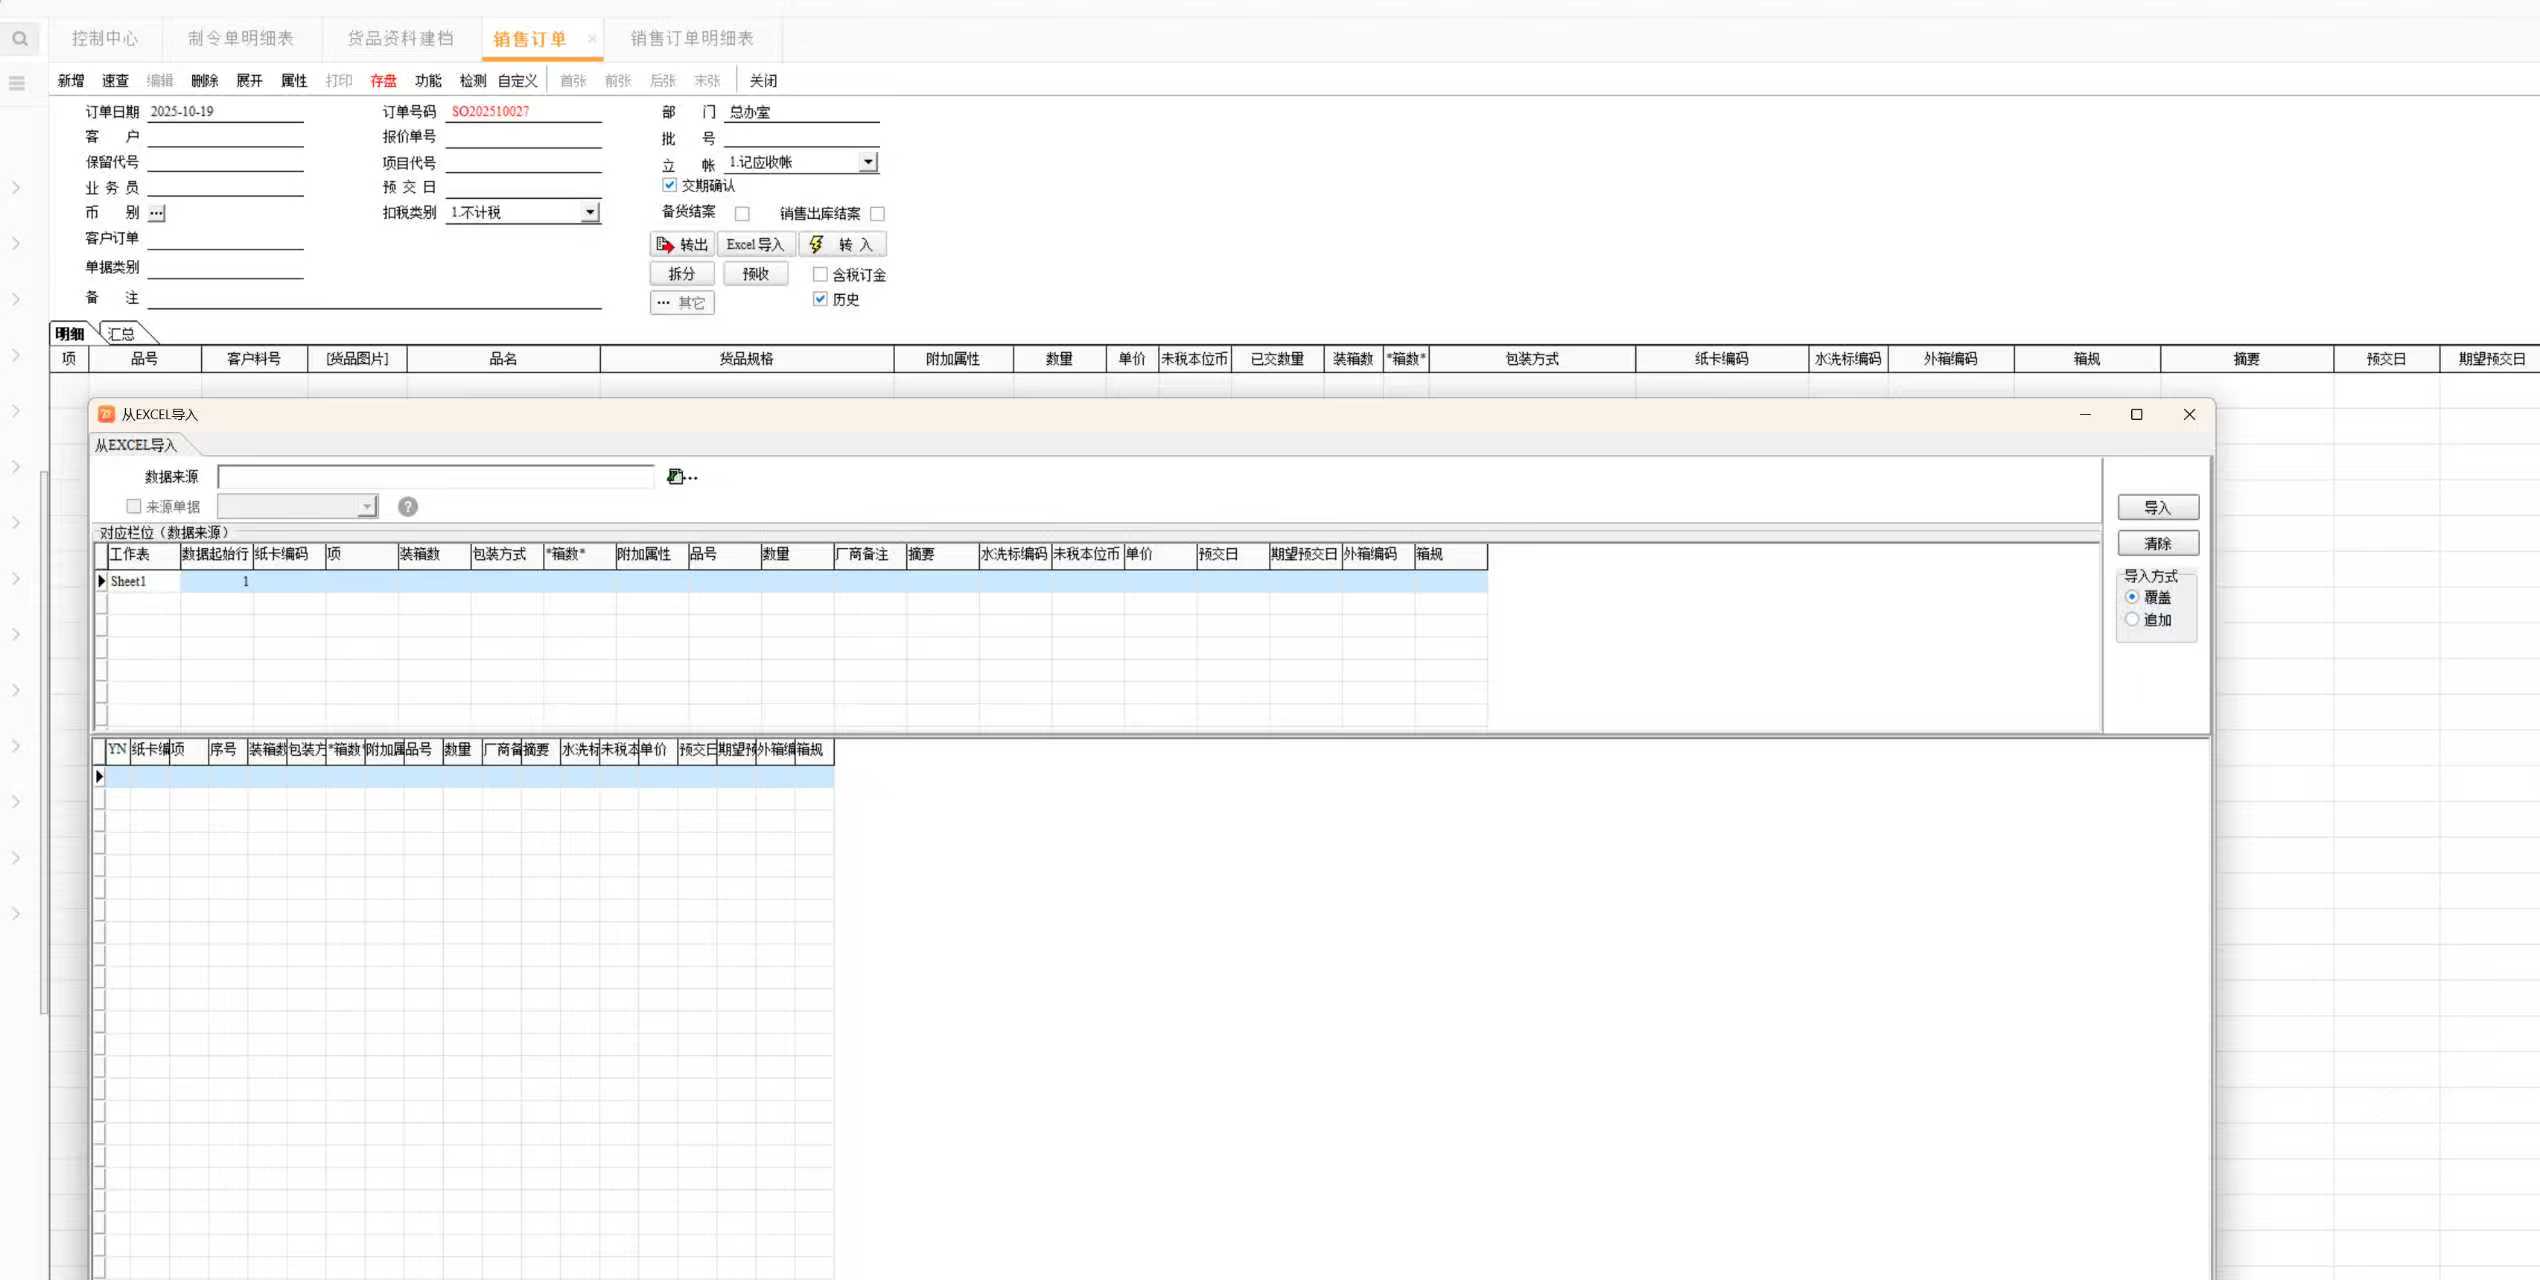 控制中心 制令单明细表 货品资料建档 销售订单 × 销售订单明细表
新增 速查 编辑 删除 展开 属性 打印 存盘 功能 检测 自定义 首张 前张 后张 末张 关闭
订单日期 2025-10-19 订单号码 SO202510027 部 门 总办室
客 户 报价单号 批 号
保留代号 项目代号 立 帐 1.记应收帐
业 务 员 预 交 日 交期确认
币 别 ... 扣税类别 1.不计税 备货结案 销售出库结案
客户订单 转出 Excel 导入 转 入
单据类别 拆分 预收 含税订金
备 注 ... 其它 历史
明细 汇总
项 品号 客户料号 [货品图片] 品名 货品规格 附加属性 数量 单价 未税本位币 已交数量 装箱数 *箱数* 包装方式 纸卡编码 水洗标编码 外箱编码 箱规 摘要 预交日 期望预交日
从EXCEL导入
从EXCEL导入
数据来源 ...
来源单据 ?
导入
对应栏位（数据来源）
工作表 数据起始行 纸卡编码 项 装箱数 包装方式 *箱数* 附加属性 品号 数量 厂商备注 摘要 水洗标编码 未税本位币 单价 预交日 期望预交日 外箱编码 箱规
清除
Sheet1 1
导入方式
覆盖
追加
YN 纸卡编 项 序号 装箱数 包装方 *箱数* 附加属 品号 数量 厂商备 摘要 水洗标 未税本 单价 预交日 期望预 外箱编 箱规